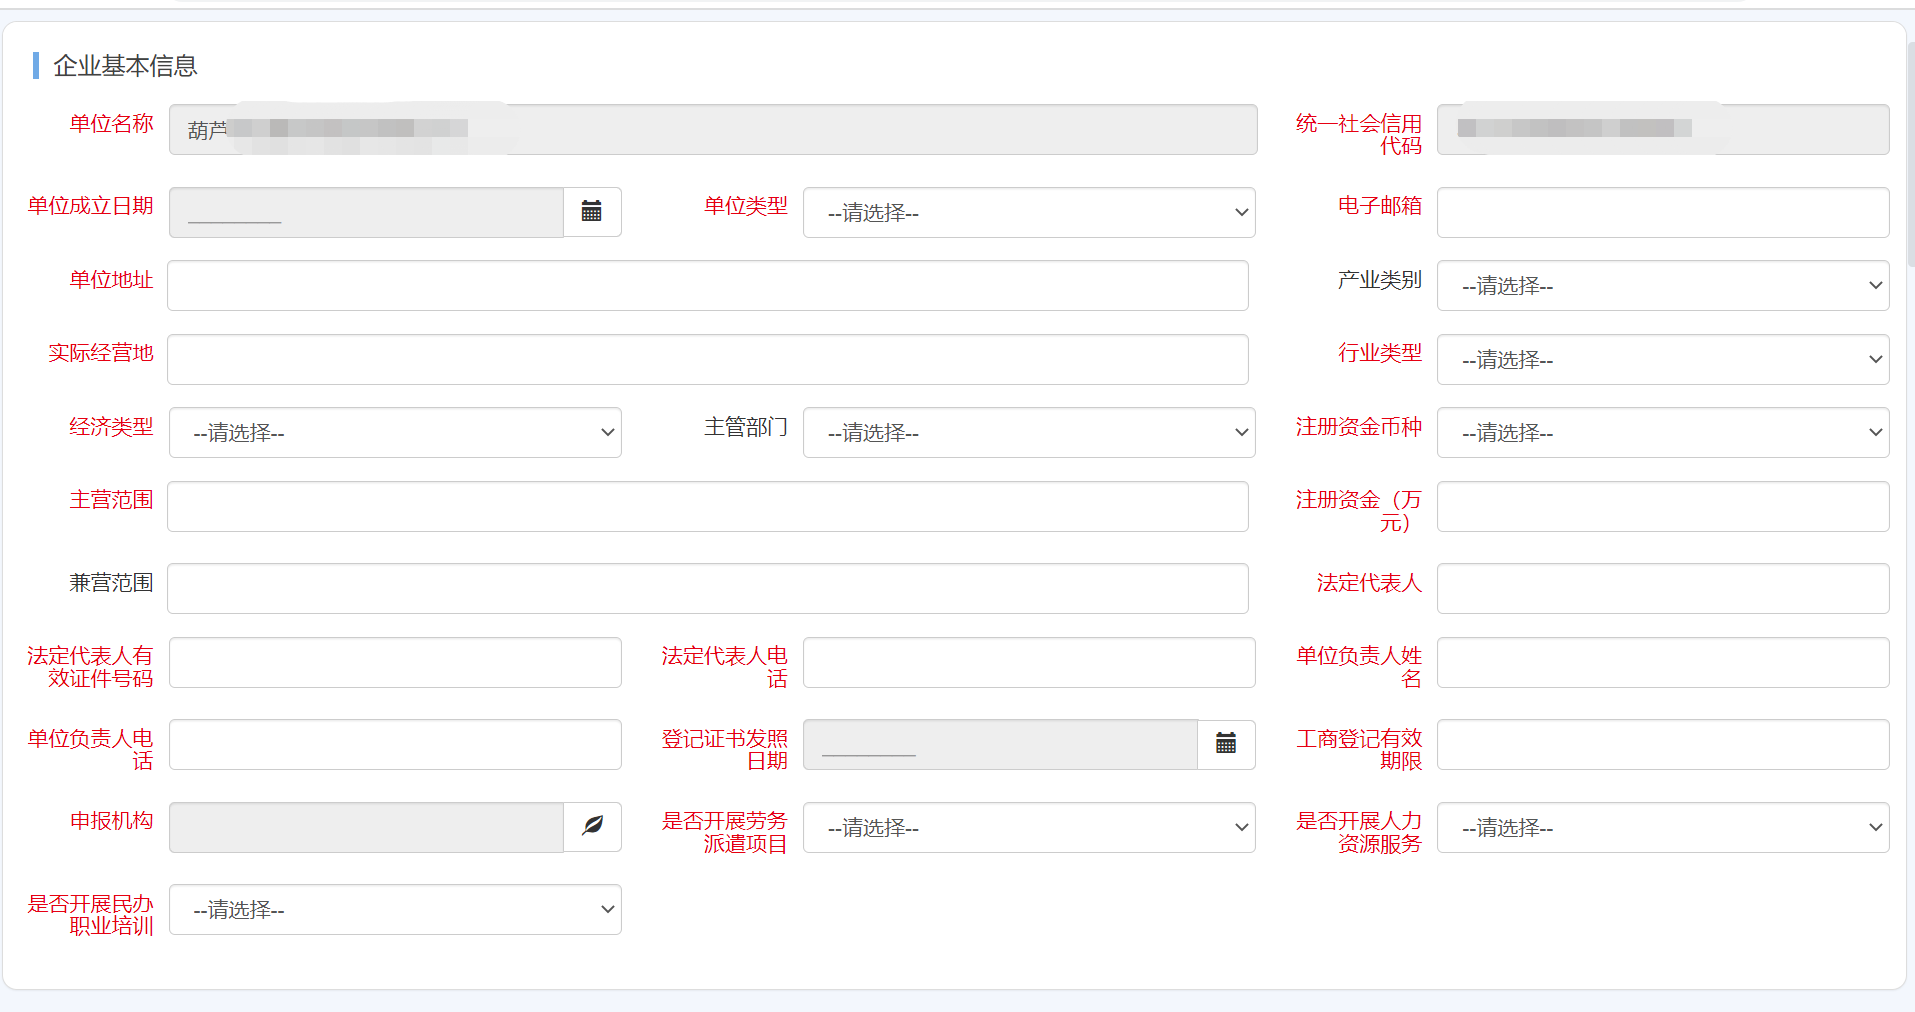 企业基本信息
单位名称
葫芦
统一社会信用
代码
单位成立日期
单位类型
--请选择--
电子邮箱
单位地址
产业类别
--请选择--
实际经营地
行业类型
--请选择--
经济类型
--请选择--
主管部门
--请选择--
注册资金币种
--请选择--
主营范围
注册资金（万
元）
兼营范围
法定代表人
法定代表人有
效证件号码
法定代表人电
话
单位负责人姓
名
单位负责人电
话
登记证书发照
日期
工商登记有效
期限
申报机构
是否开展劳务
派遣项目
--请选择--
是否开展人力
资源服务
--请选择--
是否开展民办
职业培训
--请选择--